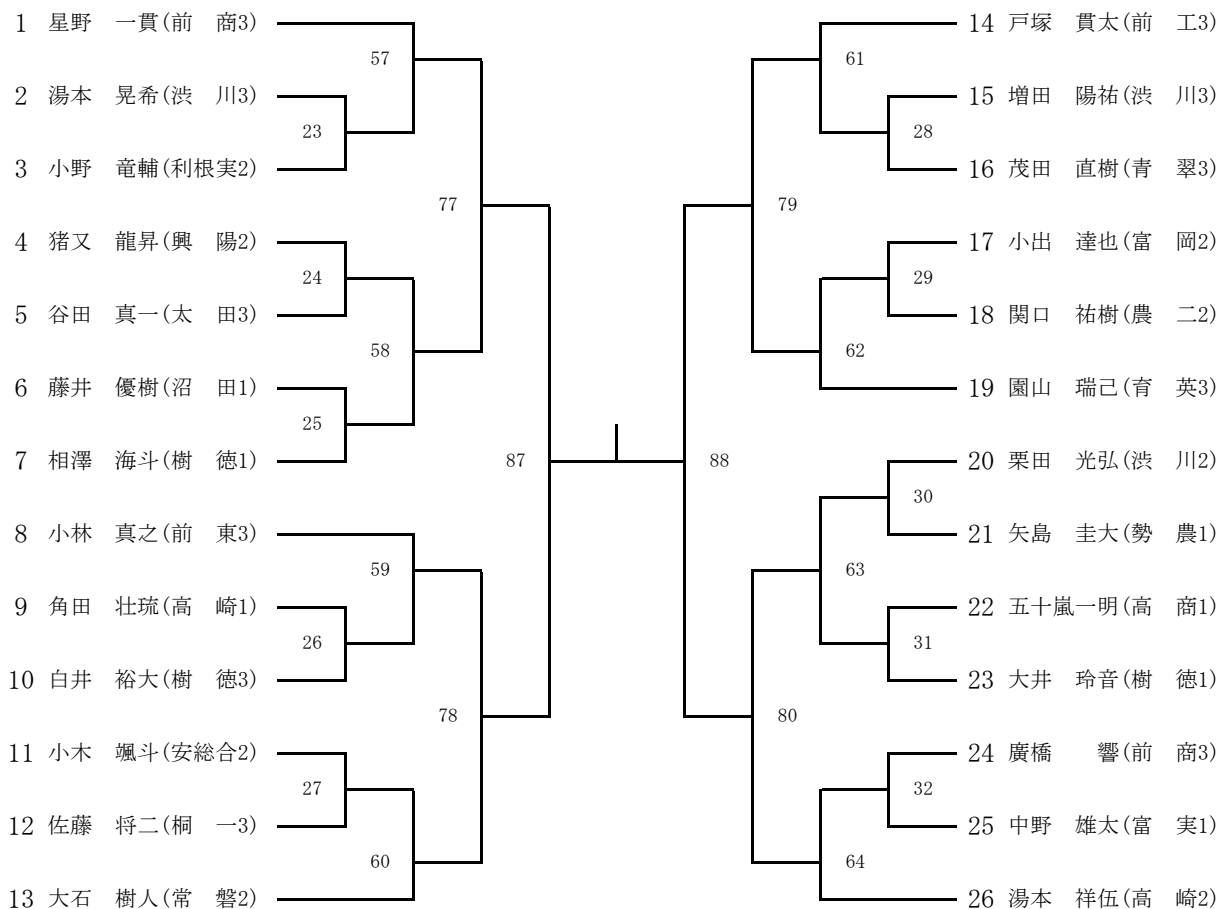 1 星野　一貫(前　商3)
2 湯本　晃希(渋　川3)
3 小野　竜輔(利根実2)
4 猪又　龍昇(興　陽2)
5 谷田　真一(太　田3)
6 藤井　優樹(沼　田1)
7 相澤　海斗(樹　徳1)
8 小林　真之(前　東3)
9 角田　壮琉(高　崎1)
10 白井　裕大(樹　徳3)
11 小木　颯斗(安総合2)
12 佐藤　将二(桐　一3)
13 大石　樹人(常　磐2)
57
23
77
24
58
25
87
59
26
78
27
60
61
28
79
29
62
88
30
63
31
80
32
64
14 戸塚　貫太(前　工3)
15 増田　陽祐(渋　川3)
16 茂田　直樹(青　翠3)
17 小出　達也(富　岡2)
18 関口　祐樹(農　二2)
19 園山　瑞己(育　英3)
20 栗田　光弘(渋　川2)
21 矢島　圭大(勢　農1)
22 五十嵐一明(高　商1)
23 大井　玲音(樹　徳1)
24 廣橋　　響(前　商3)
25 中野　雄太(富　実1)
26 湯本　祥伍(高　崎2)